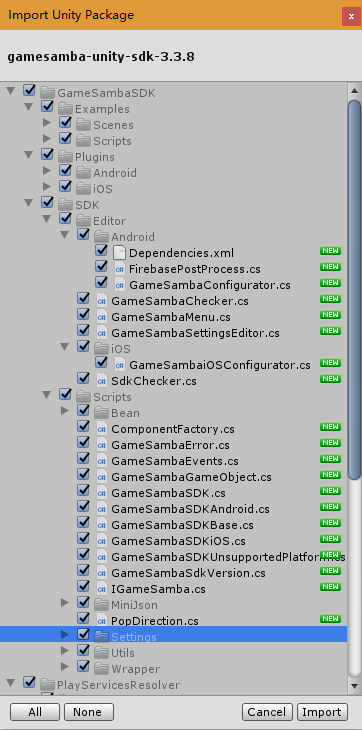 Import Unity Package
x
gamesamba-unity-sdk-3.3.8
GameSambaSDK
Examples
Scenes
Scripts
Plugins
Android
iOS
SDK
Editor
Android
Dependencies.xml NEW
FirebasePostProcess.cs NEW
GameSambaConfigurator.cs NEW
GameSambaChecker.cs NEW
GameSambaMenu.cs NEW
GameSambaSettingsEditor.cs NEW
iOS
GameSambaiOSConfigurator.cs NEW
SdkChecker.cs NEW
Scripts
Bean
ComponentFactory.cs NEW
GameSambaError.cs NEW
GameSambaEvents.cs NEW
GameSambaGameObject.cs NEW
GameSambaSDK.cs NEW
GameSambaSDKAndroid.cs NEW
GameSambaSDKBase.cs NEW
GameSambaSDKiOS.cs NEW
GameSambaSDKUnsupportedPlatform.cs NEW
GameSambaSdkVersion.cs NEW
IGameSamba.cs NEW
MiniJson
PopDirection.cs NEW
Settings
Utils
Wrapper
PlayServicesResolver
All None Cancel Import